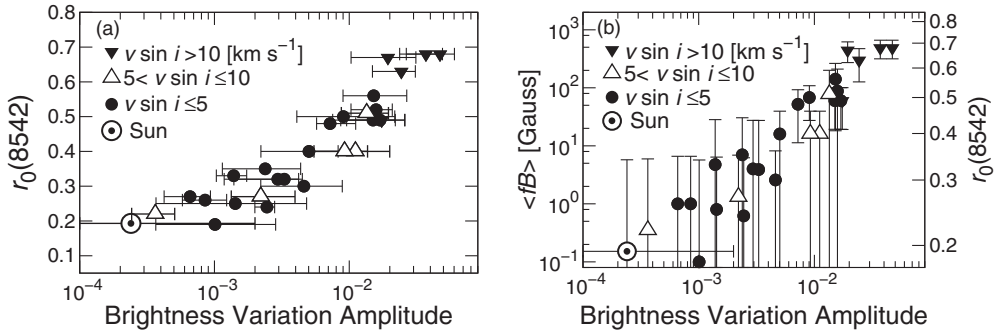 (a)
0.8
0.7
0.6
0.5
0.4
0.3
0.2
0.1
r₀(8542)
v sin i >10 [km s⁻¹]
5< v sin i ≤10
v sin i ≤5
Sun
10⁻⁴
10⁻³
10⁻²
Brightness Variation Amplitude
(b)
10³
10²
10¹
10⁰
10⁻¹
<fB> [Gauss]
v sin i >10 [km s⁻¹]
5< v sin i ≤10
v sin i ≤5
Sun
0.8
0.7
0.6
0.5
0.4
0.3
0.2
r₀(8542)
10⁻⁴
10⁻³
10⁻²
Brightness Variation Amplitude